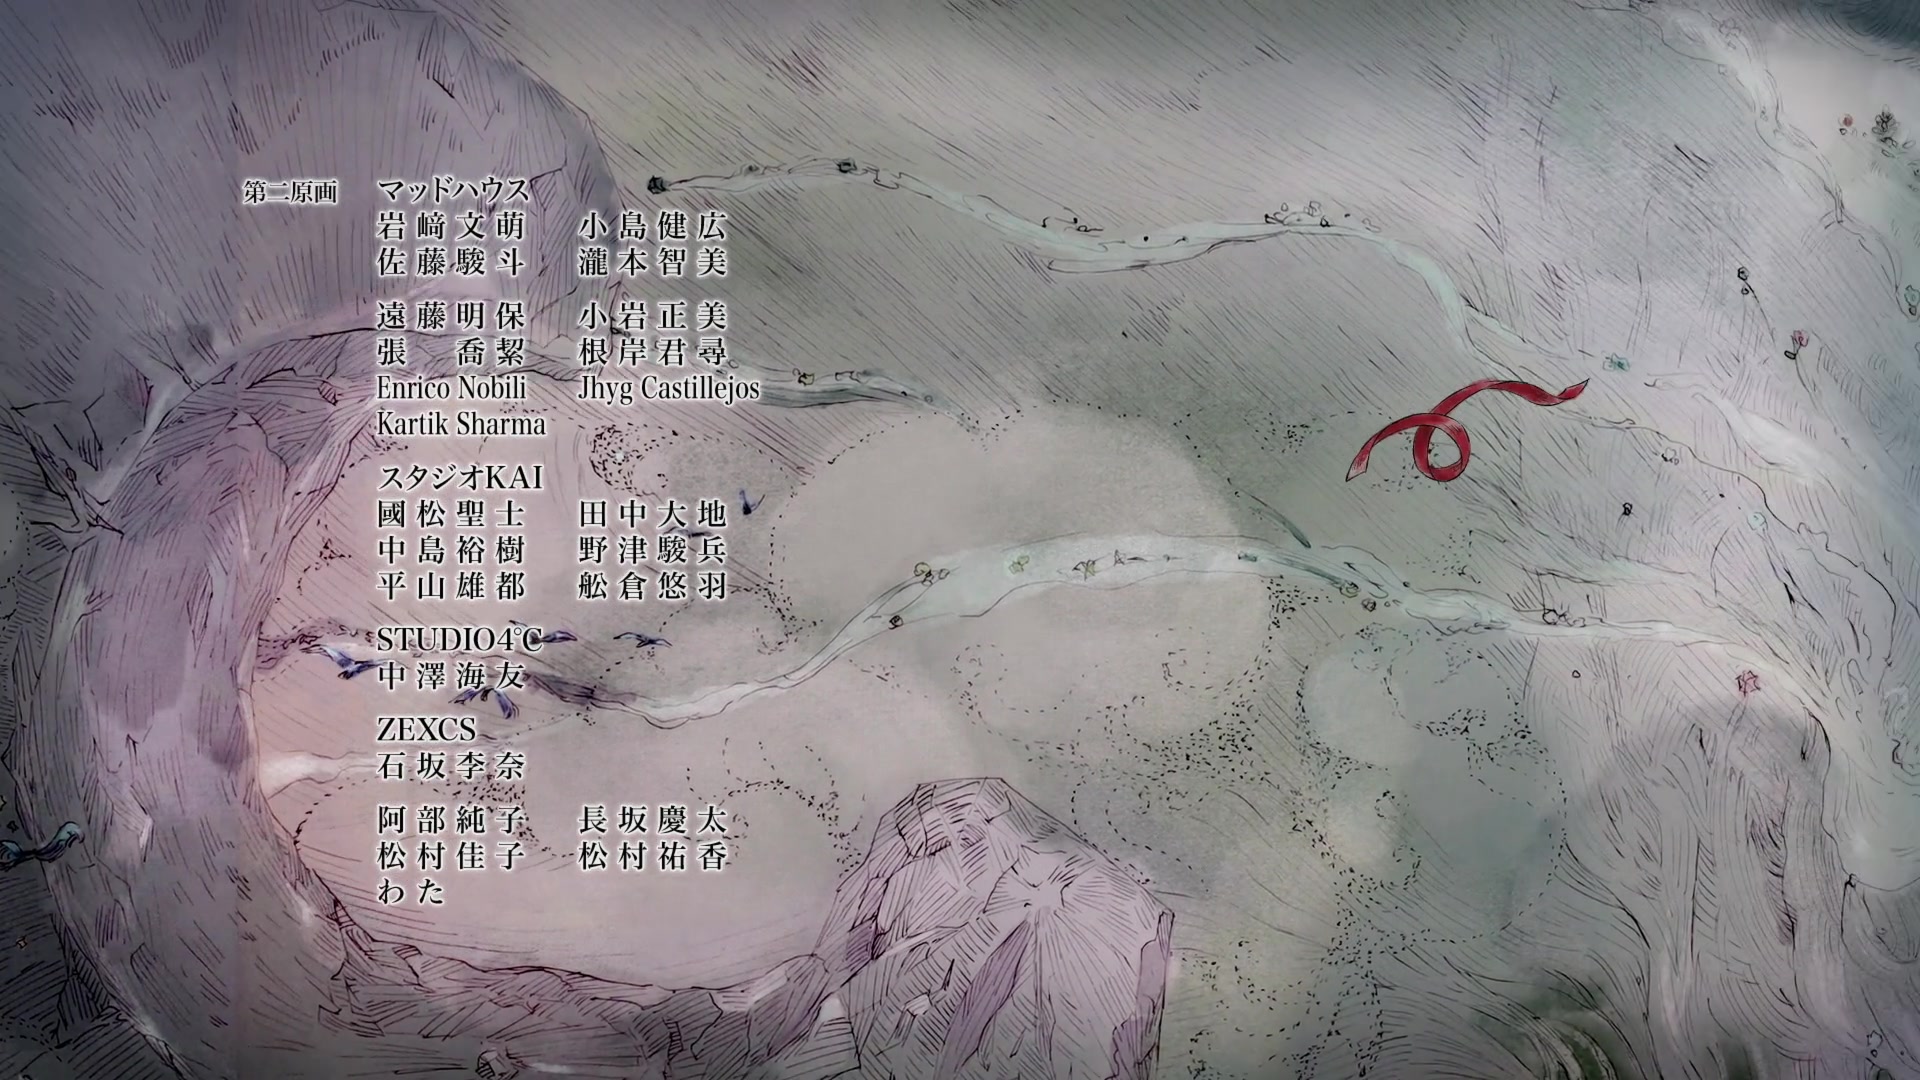 第二原画 マッドハウス
岩﨑文萌 小島健広
佐藤駿斗 瀧本智美
遠藤明保 小岩正美
張 喬絜 根岸君尋
Enrico Nobili Jhyg Castillejos
Kartik Sharma
スタジオKAI
國松聖士 田中大地
中島裕樹 野津駿兵
平山雄都 舩倉悠羽
STUDIO4℃
中澤海友
ZEXCS
石坂李奈
阿部純子 長坂慶太
松村佳子 松村祐香
わた